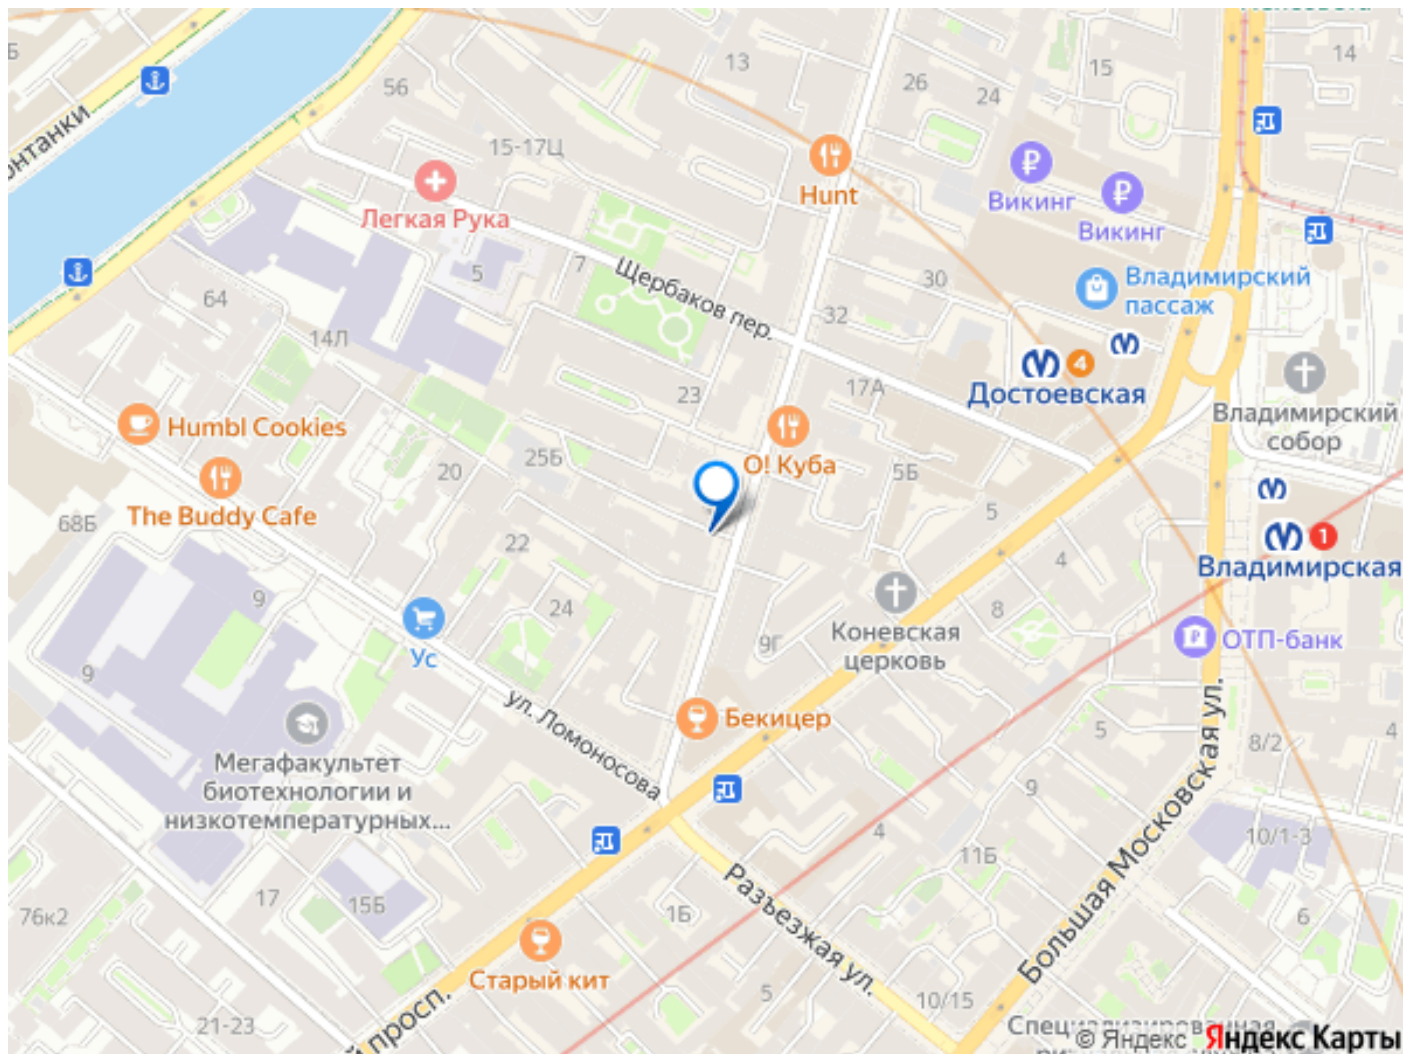 14
13
15
56
26
24
онтанки
15-17Ц
Hunt
Викинг
Викинг
Легкая Рука
5
7
Щербаков пер.
30
Владимирский
пассаж
64
32
14Л
4
Достоевская
17А
23
Владимирский
собор
Humbl Cookies
О! Куба
25Б
5Б
20
The Buddy Cafe
68Б
5
22
1
Владимирская
4
9
24
8
Коневская
церковь
9Г
ОТП-банк
Ус
9
ул. Ломоносова
Бекицер
5
8/2
4
Мегафакультет
биотехнологии и
низкотемпературных...
9
Большая Московская ул.
4
10/1-3
11Б
Разъезжая ул.
17
15Б
1Б
76к2
6
Старый кит
5
10/15
21-23
й просп.
Специализированная
© Яндекс Яндекс Карты